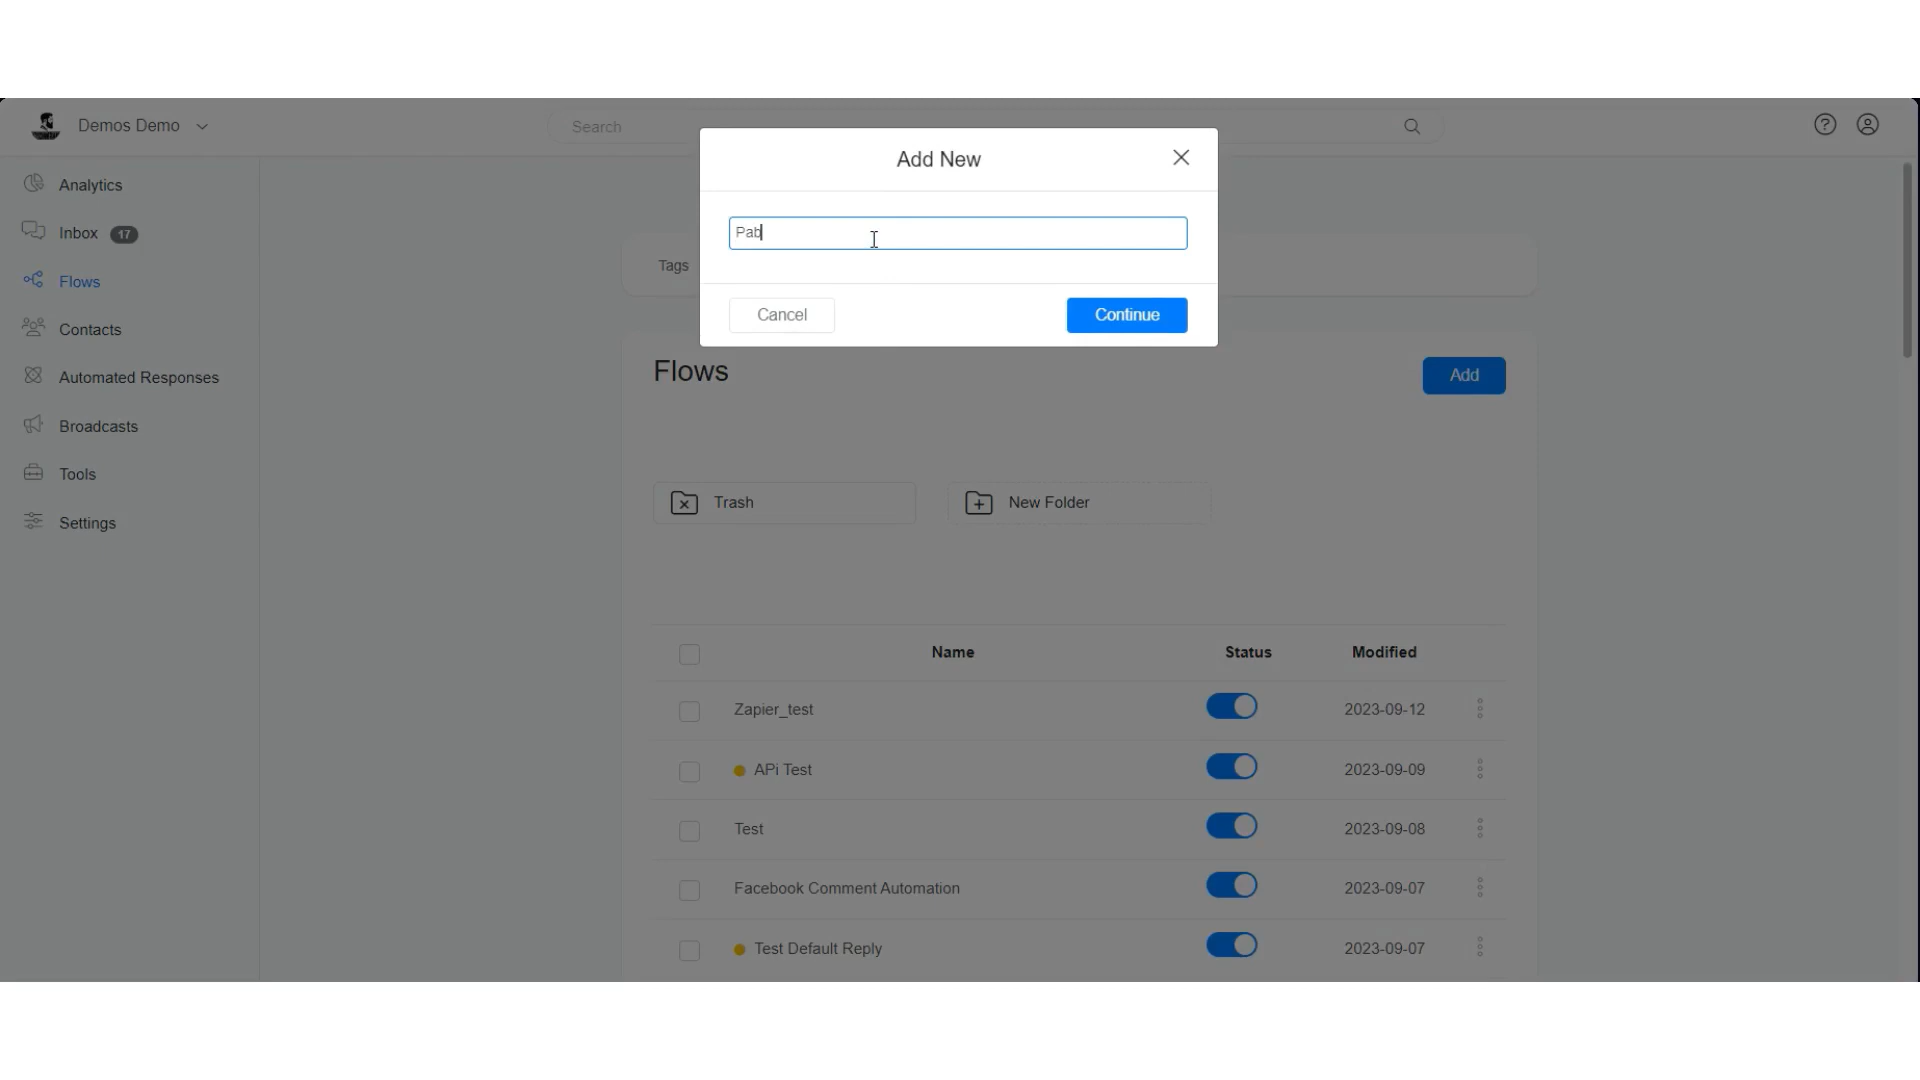 Demos Demo
Search
Add New
Analytics
Inbox 17
Pab
Tags
Flows
Cancel
Continue
Contacts
Flows
Add
Automated Responses
Broadcasts
Tools
Trash
New Folder
Settings
Name Status Modified
Zapier_test 2023-09-12
APi Test 2023-09-09
Test 2023-09-08
Facebook Comment Automation 2023-09-07
Test Default Reply 2023-09-07